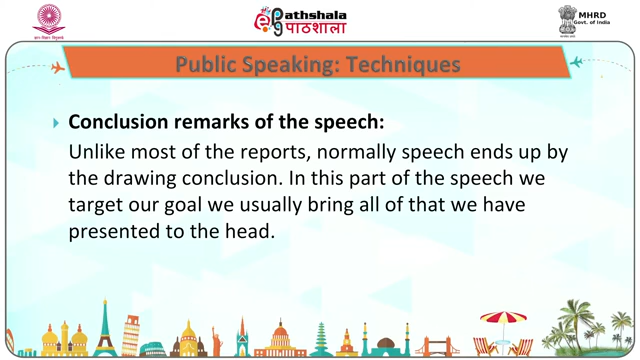 ePathshala
पाठशाला
MHRD
Govt. of India
Public Speaking: Techniques
Conclusion remarks of the speech:
Unlike most of the reports, normally speech ends up by
the drawing conclusion. In this part of the speech we
target our goal we usually bring all of that we have
presented to the head.